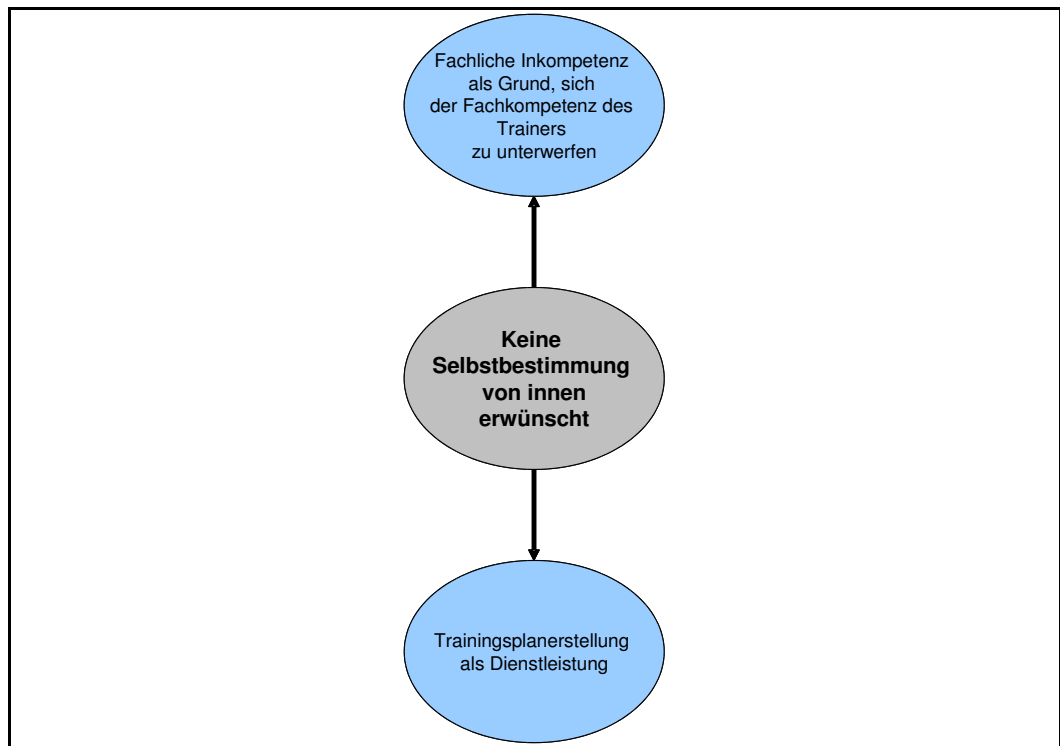 Fachliche Inkompetenz
als Grund, sich
der Fachkompetenz des
Trainers
zu unterwerfen
Keine
Selbstbestimmung
von innen
erwünscht
Trainingsplanerstellung
als Dienstleistung